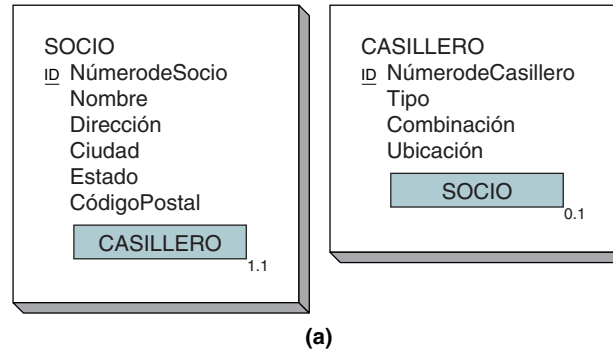 SOCIO
ID NúmerodeSocio
Nombre
Dirección
Ciudad
Estado
CódigoPostal
CASILLERO
1.1
CASILLERO
ID NúmerodeCasillero
Tipo
Combinación
Ubicación
SOCIO
0.1
(a)